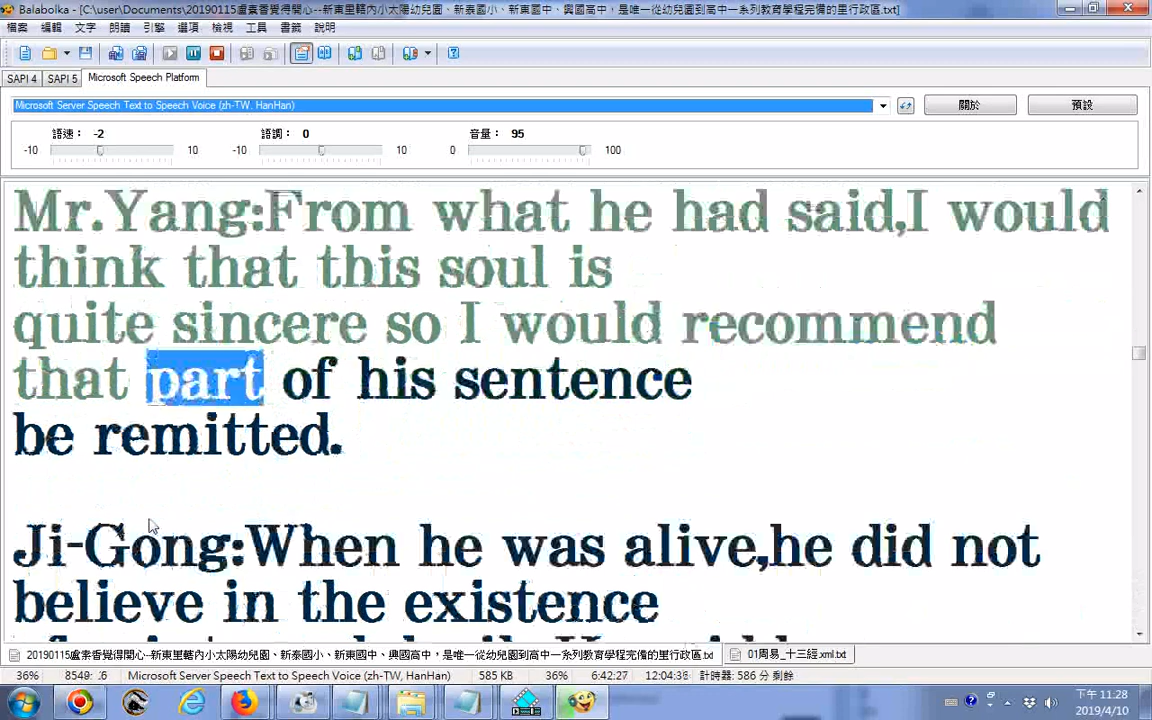 Balabolka - [C:\user\Documents\20190115盧素香覺得開心--新東里轄內小太陽幼兒園、新泰國小、新東國中、興國高中，是唯一從幼兒園到高中一系列教育學程完備的里行政區.txt]
檔案 編輯 文字 朗讀 引擎 選項 檢視 工具 書籤 說明
SAPI 4 SAPI 5 Microsoft Speech Platform
Microsoft Server Speech Text to Speech Voice (zh-TW, HanHan) 關於 預設
語速： -2 語調： 0 音量： 95
-10 10 -10 10 0 100
Mr.Yang:From what he had said,I would
think that this soul is
quite sincere so I would recommend
that part of his sentence
be remitted.
Ji-Gong:When he was alive,he did not
believe in the existence
20190115盧素香覺得開心--新東里轄內小太陽幼兒園、新泰國小、新東國中、興國高中，是唯一從幼兒園到高中一系列教育學程完備的里行政區.txt 01周易_十三經.xml.txt
36% Microsoft Server Speech Text to Speech Voice (zh-TW, HanHan) 585 KB 36% 6:42:27 計時器: 586 分 剩餘
下午 11:28
2019/4/10